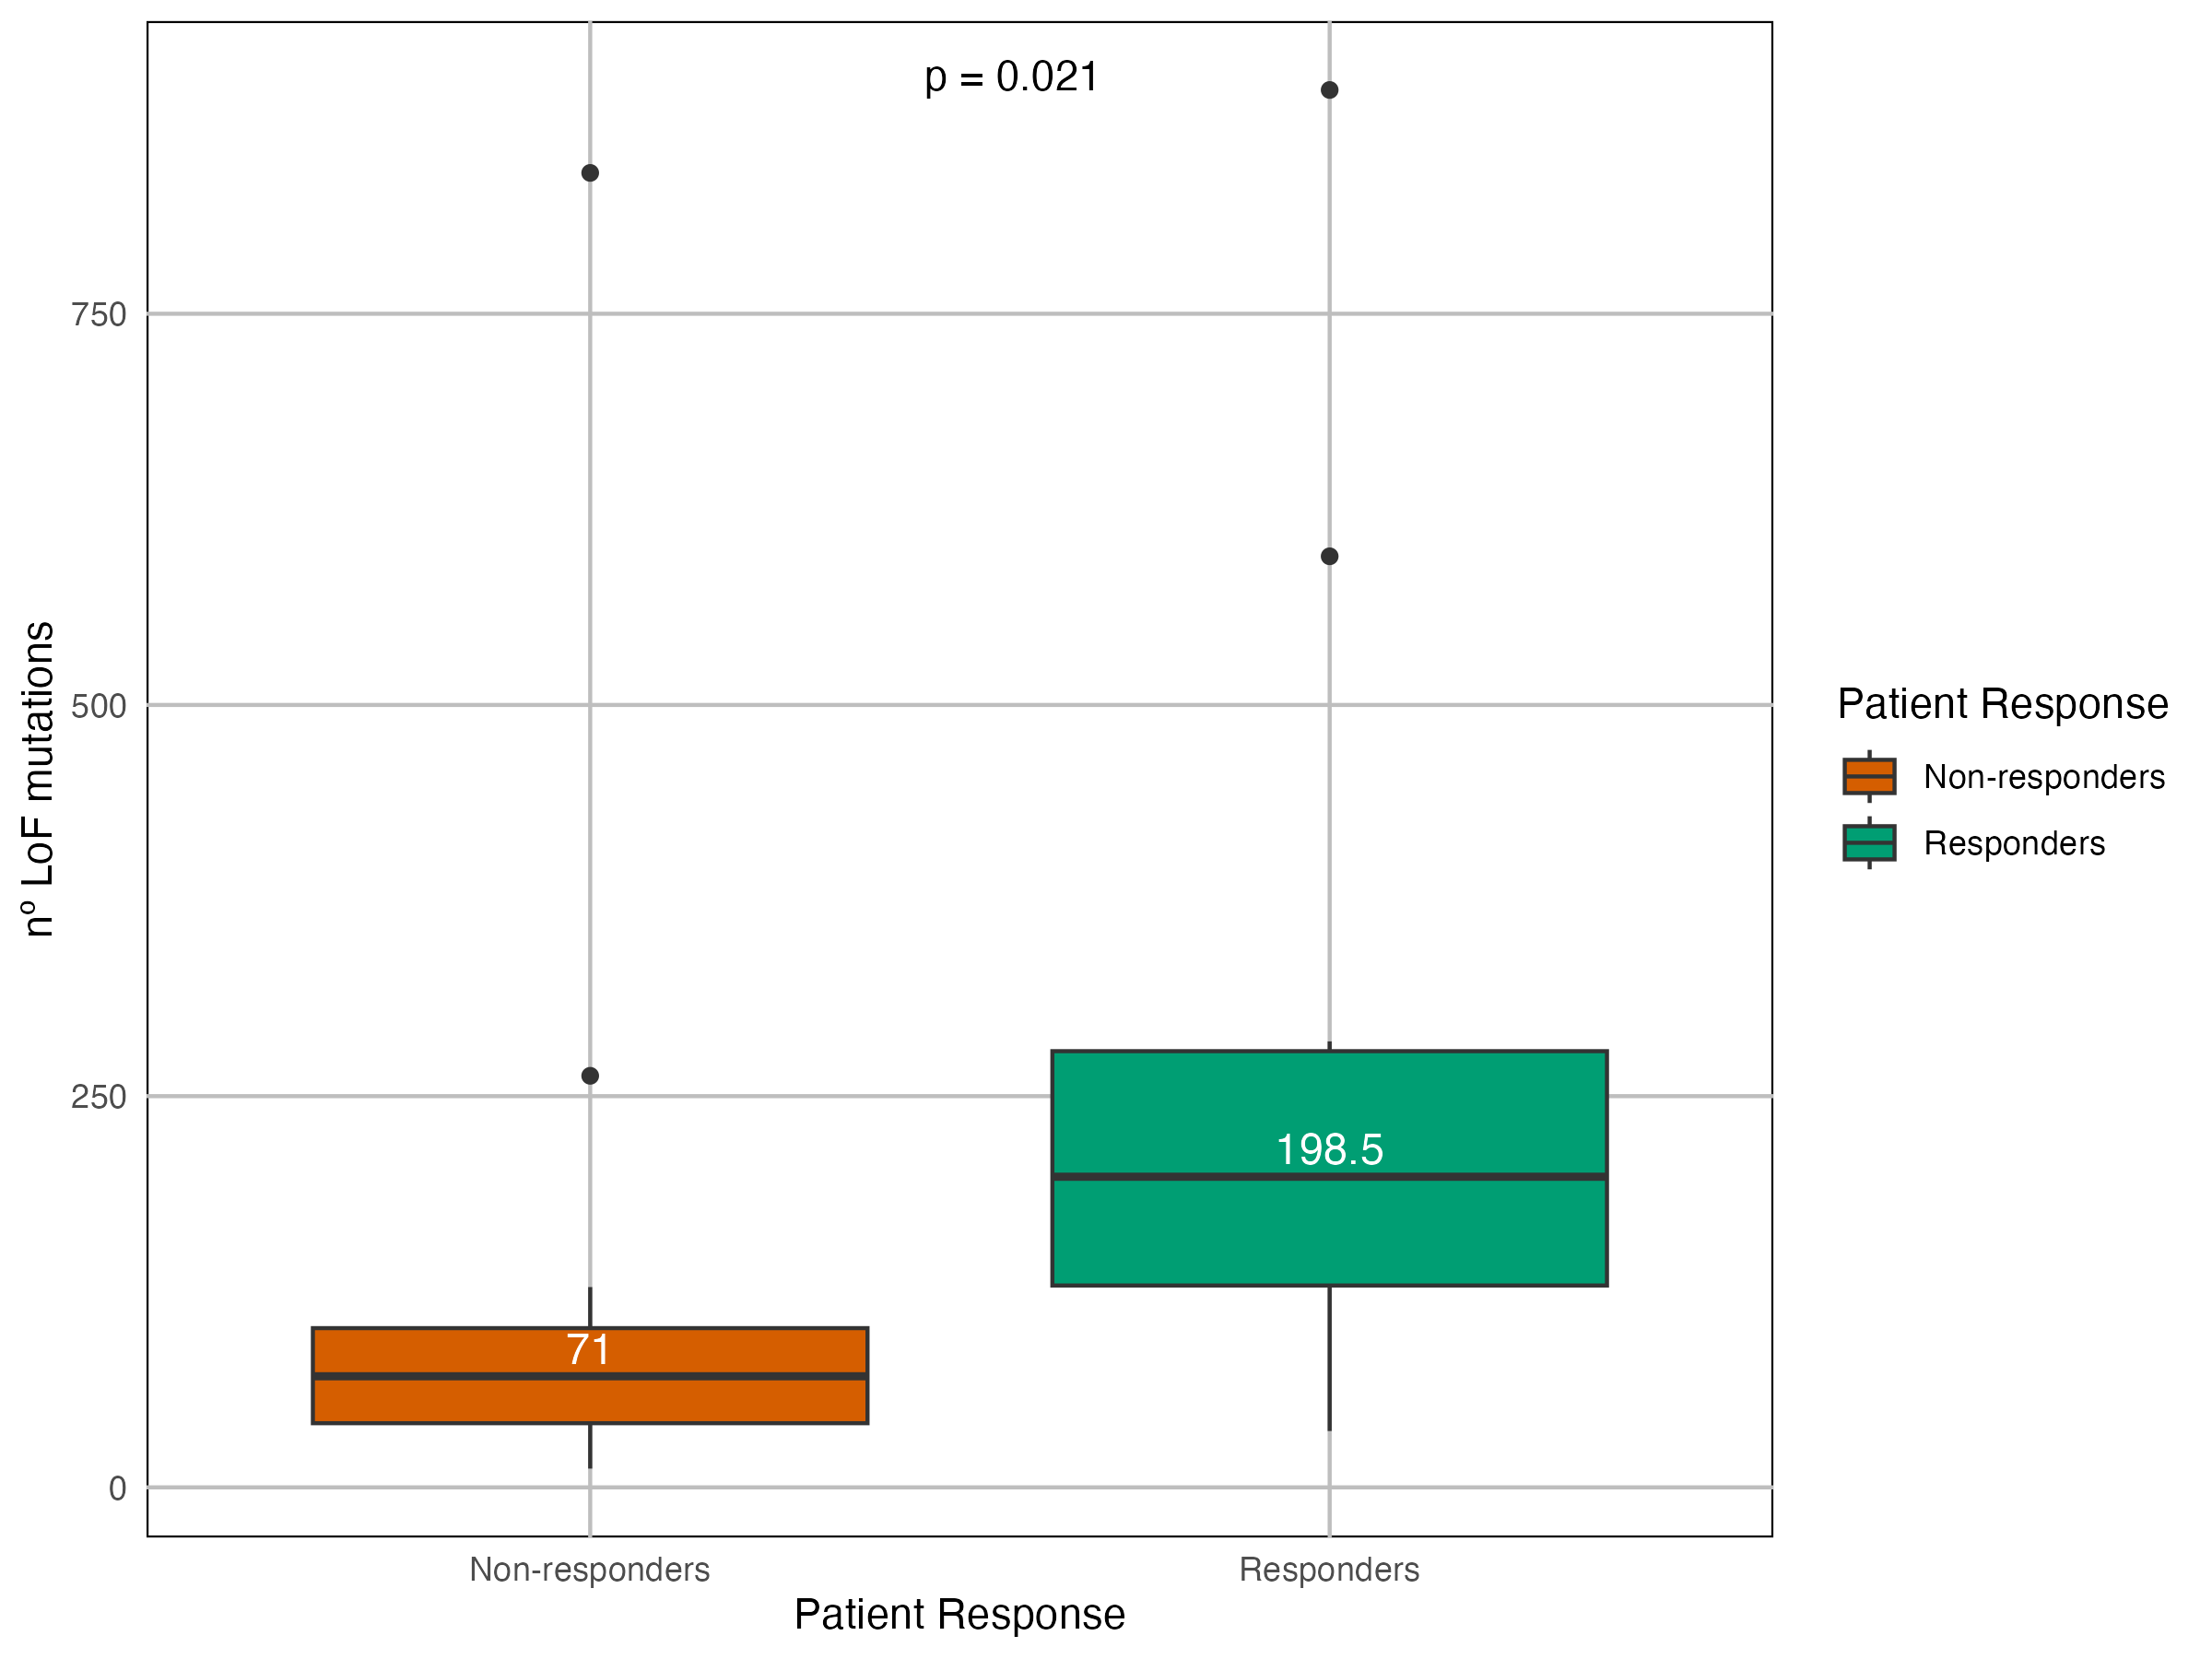 p = 0.021
750
500
250
0
nº LoF mutations
71
198.5
Non-responders
Responders
Patient Response
Patient Response
Non-responders
Responders